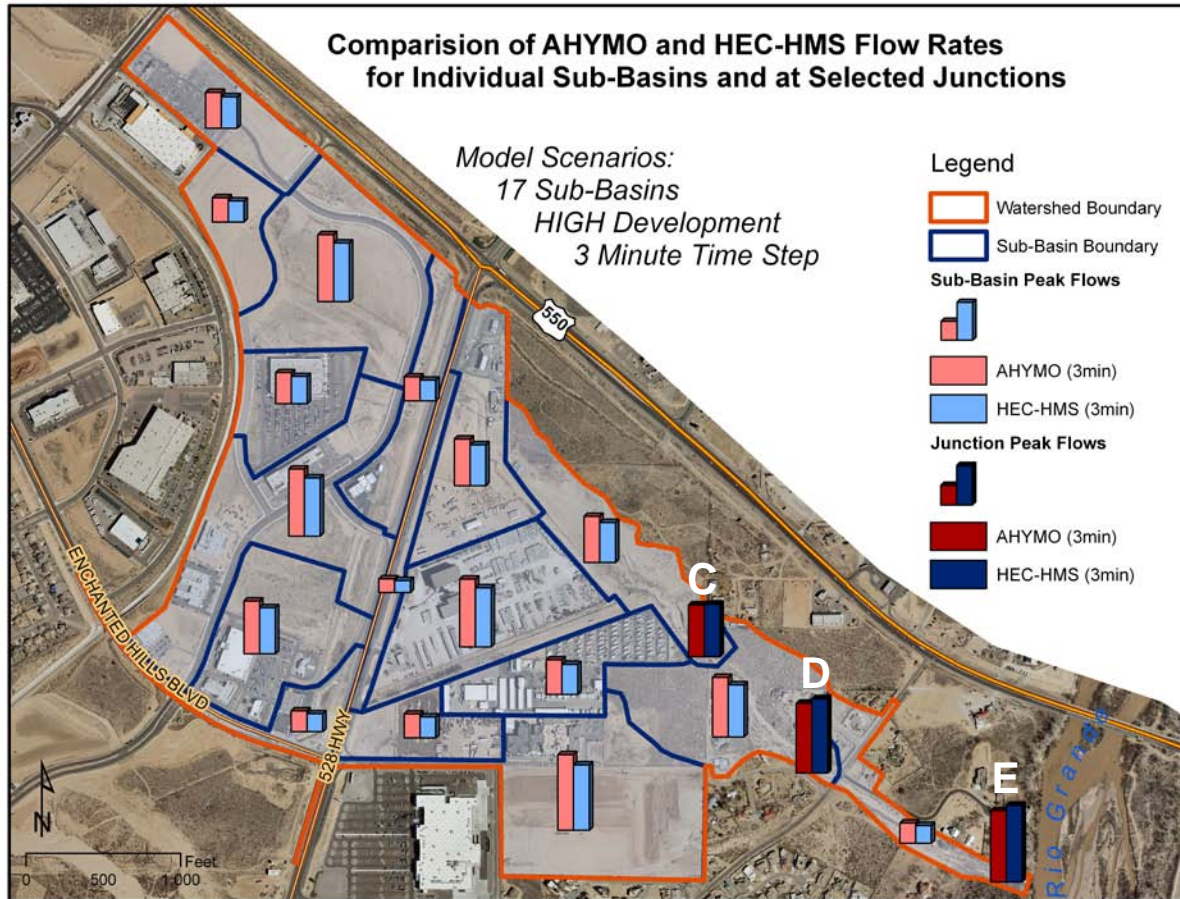 Comparision of AHYMO and HEC-HMS Flow Rates
for Individual Sub-Basins and at Selected Junctions
Model Scenarios:
17 Sub-Basins
HIGH Development
3 Minute Time Step
Legend
Watershed Boundary
Sub-Basin Boundary
Sub-Basin Peak Flows
AHYMO (3min)
HEC-HMS (3min)
Junction Peak Flows
AHYMO (3min)
HEC-HMS (3min)
550
C
D
E
ENCHANTED HILLS BLVD
528 HWY
Rio Grande
N
Feet
0 500 1,000